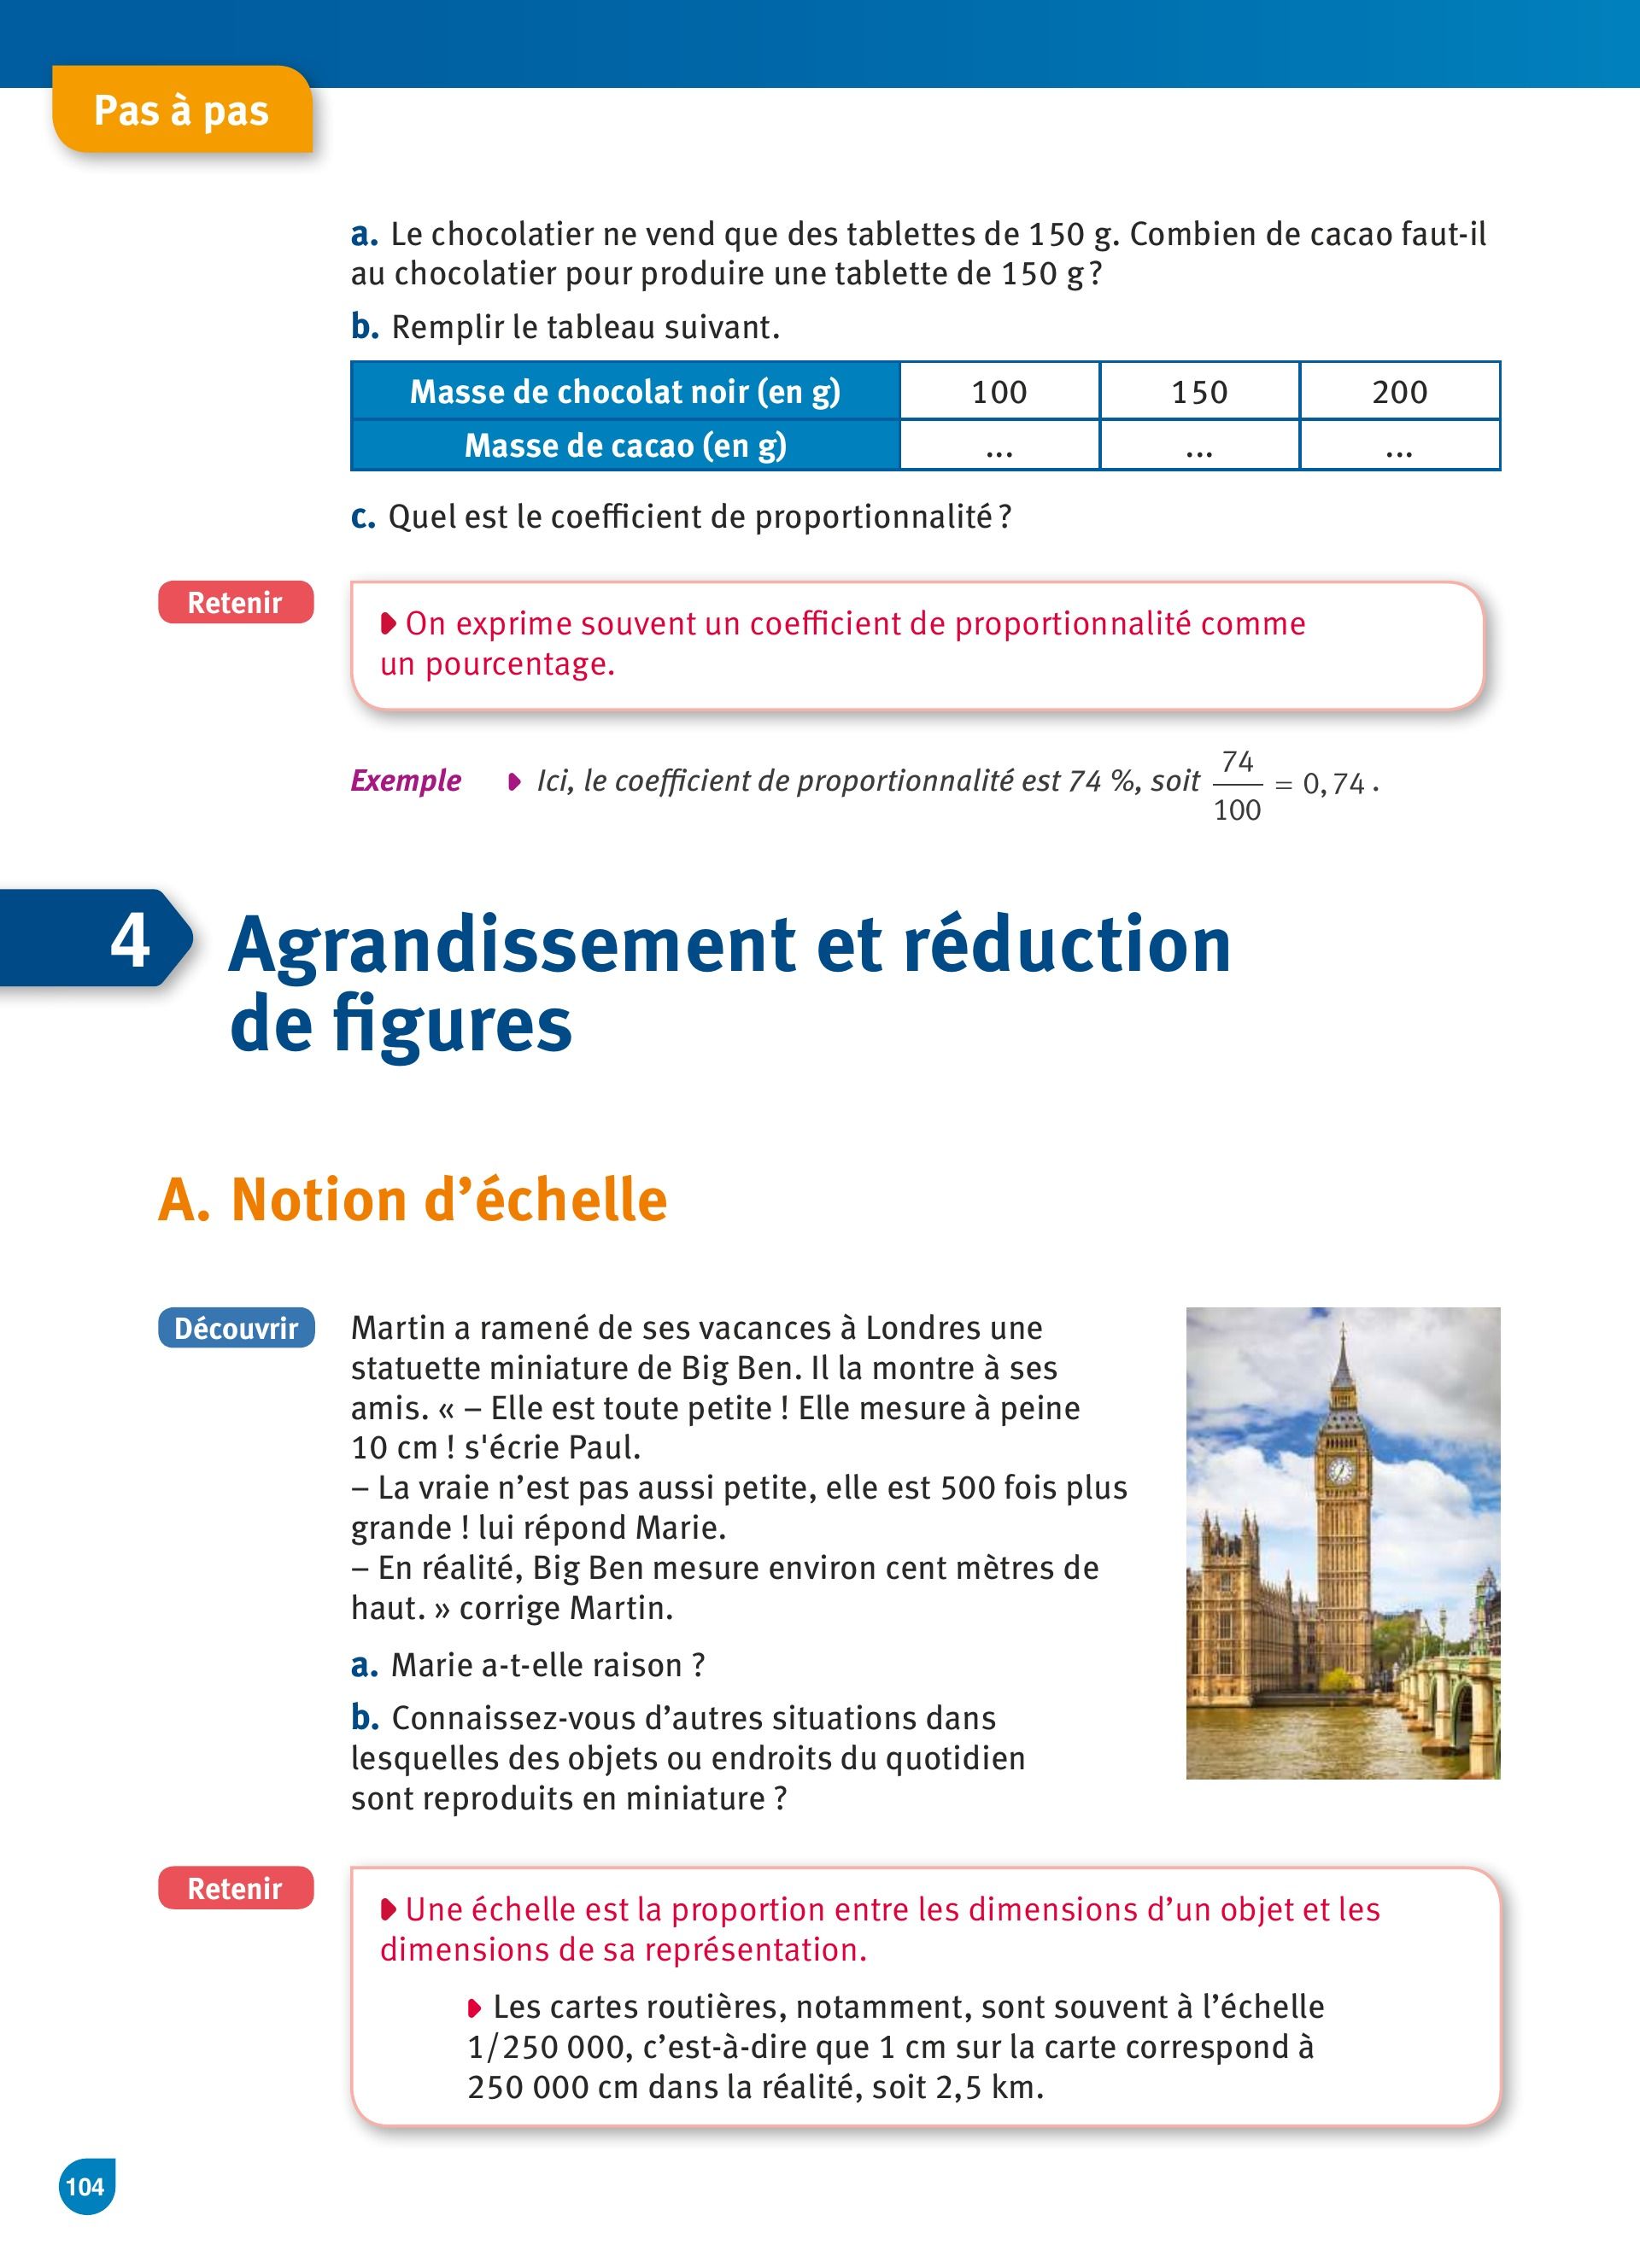 Pas à pas
a. Le chocolatier ne vend que des tablettes de 150 g. Combien de cacao faut-il
au chocolatier pour produire une tablette de 150 g ?
b. Remplir le tableau suivant.
Masse de chocolat noir (en g) 100 150 200
Masse de cacao (en g) ... ... ...
c. Quel est le coefficient de proportionnalité ?
Retenir
On exprime souvent un coefficient de proportionnalité comme
un pourcentage.
Exemple Ici, le coefficient de proportionnalité est 74 %, soit 74/100 = 0,74.
4 Agrandissement et réduction
de figures
A. Notion d’échelle
Découvrir
Martin a ramené de ses vacances à Londres une
statuette miniature de Big Ben. Il la montre à ses
amis. « – Elle est toute petite ! Elle mesure à peine
10 cm ! s'écrie Paul.
– La vraie n’est pas aussi petite, elle est 500 fois plus
grande ! lui répond Marie.
– En réalité, Big Ben mesure environ cent mètres de
haut. » corrige Martin.
a. Marie a-t-elle raison ?
b. Connaissez-vous d’autres situations dans
lesquelles des objets ou endroits du quotidien
sont reproduits en miniature ?
Retenir
Une échelle est la proportion entre les dimensions d’un objet et les
dimensions de sa représentation.
Les cartes routières, notamment, sont souvent à l’échelle
1/250 000, c’est-à-dire que 1 cm sur la carte correspond à
250 000 cm dans la réalité, soit 2,5 km.
104